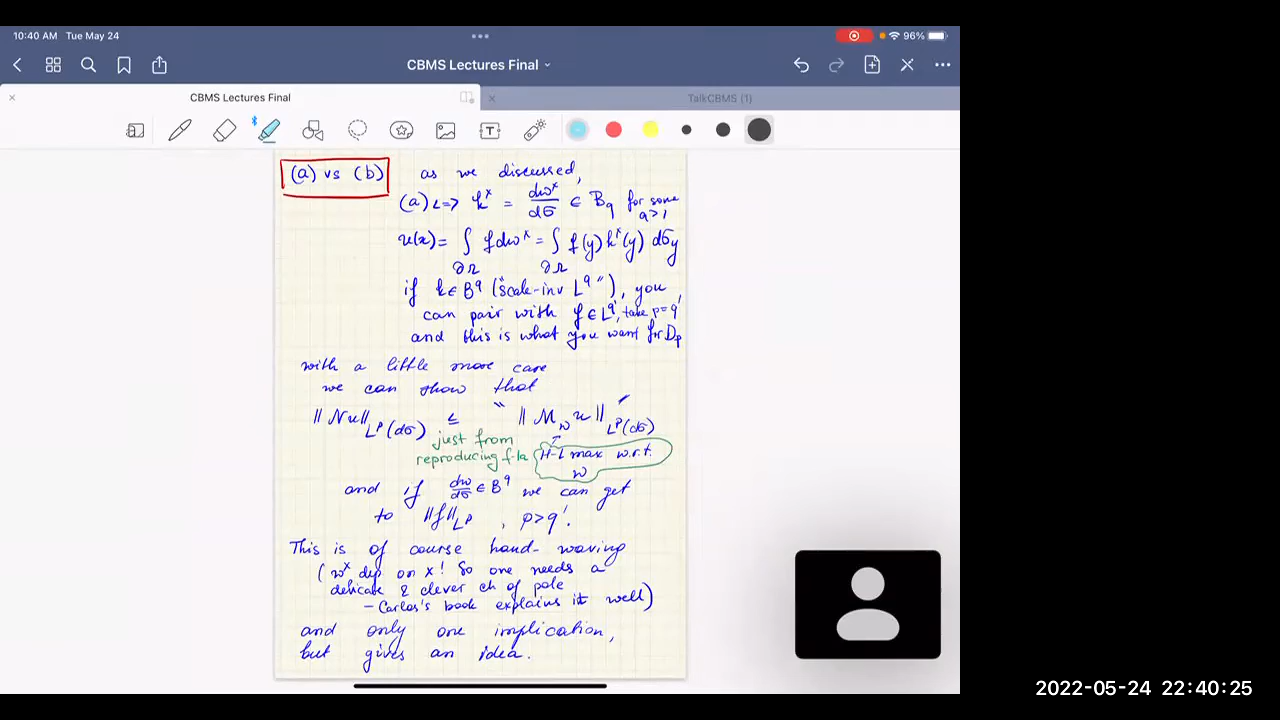 10:40 AM Tue May 24
96%
CBMS Lectures Final
CBMS Lectures Final
TalkCBMS (1)
(a) vs (b) as we discussed,
(a) <=> k^x = dω^x/dσ ∈ B_q for some q>1
u(x) = ∫_∂Ω f dω^x = ∫_∂Ω f(y) k^x(y) dσy
if k ∈ B^q ("scale-inv L^q"), you
can pair with f ∈ L^q', take p=q'
and this is what you want for D_p
with a little more care
we can show that
|| Nu ||_L^p(dσ) ≤ " || M_ω u ||_L^p(dσ) "
just from
reproducing f-la
H-L max w.r.t.
ω
and if dω/dσ ∈ B^q we can get
to ||f||_L^p , p>q'.
This is of course hand-waving
(ω^x dep on x! So one needs a
delicate & clever ch of pole
– Carlos's book explains it well)
and only one implication,
but gives an idea.
2022-05-24 22:40:25